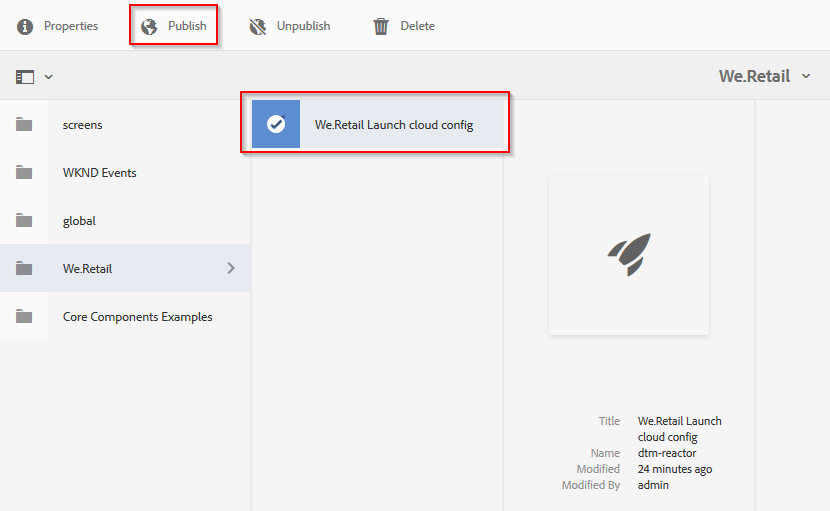 Properties Publish Unpublish Delete
We.Retail
screens
We.Retail Launch cloud config
WKND Events
global
We.Retail
Core Components Examples
Title We.Retail Launch
cloud config
Name dtm-reactor
Modified 24 minutes ago
Modified By admin